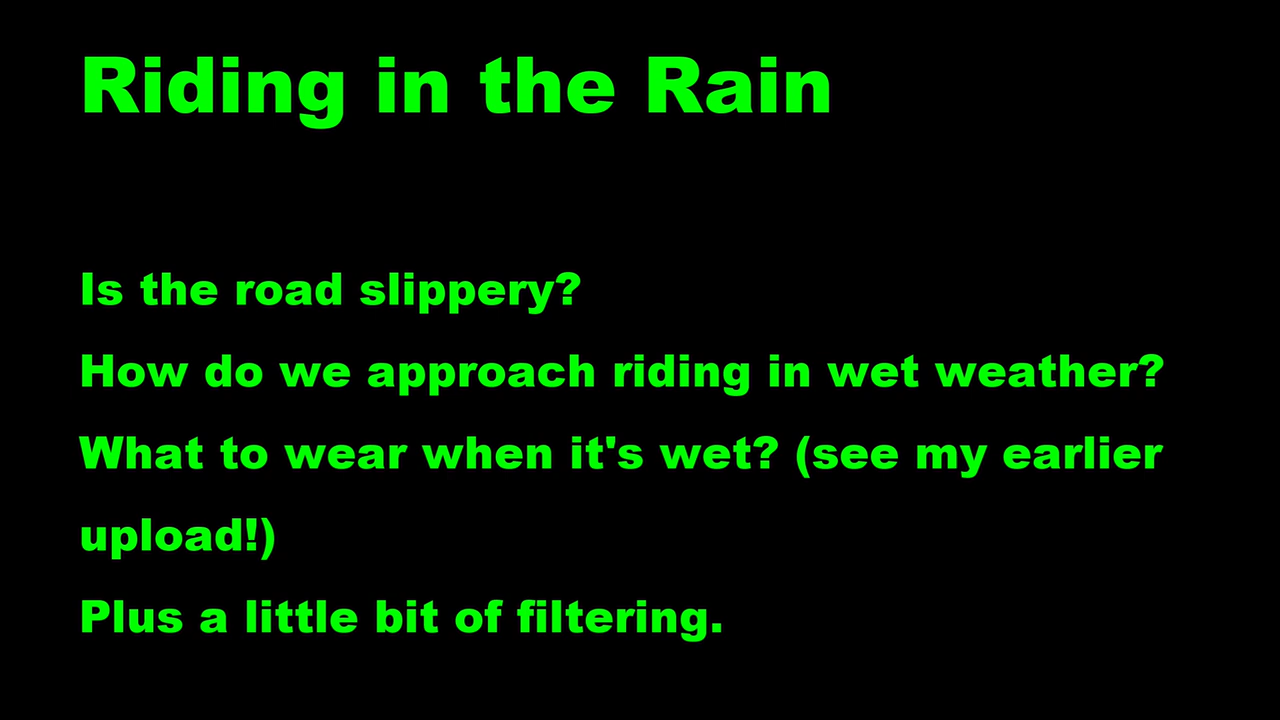 Riding in the Rain
Is the road slippery?
How do we approach riding in wet weather?
What to wear when it's wet? (see my earlier
upload!)
Plus a little bit of filtering.